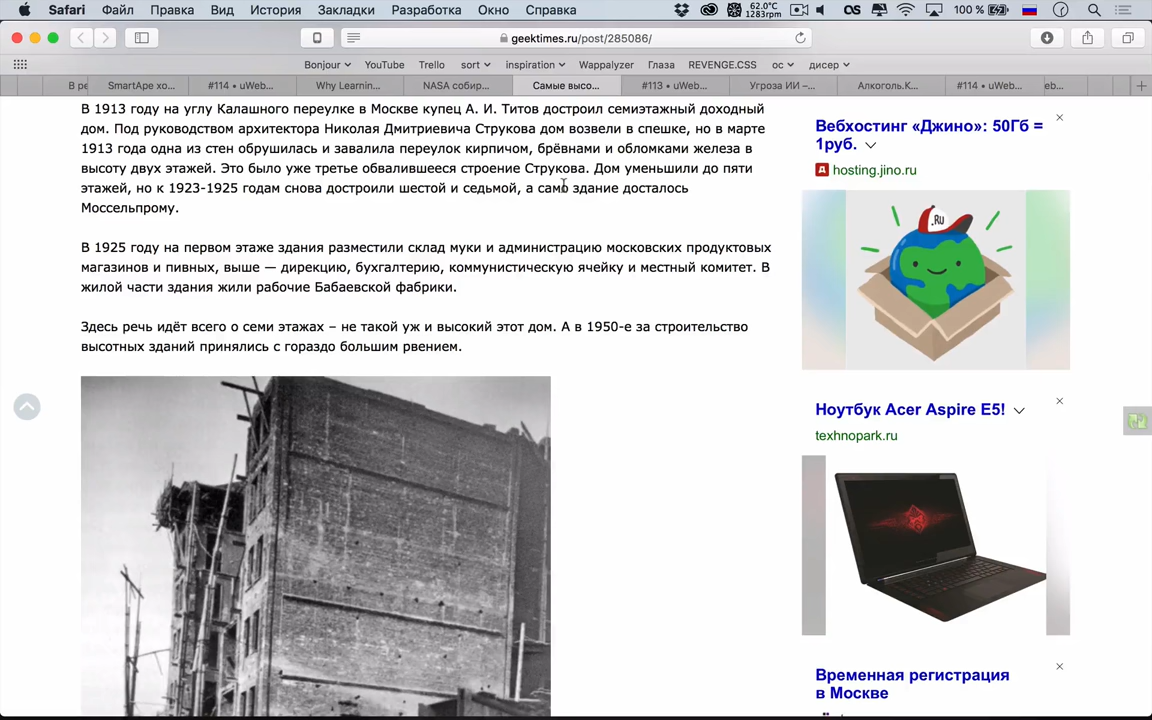 Safari Файл Правка Вид История Закладки Разработка Окно Справка 62.0°C 1283rpm 100 %
geektimes.ru/post/285086/
Bonjour YouTube Trello sort inspiration Wappalyzer Глаза REVENGE.CSS ос дисер
В ре SmartApe хо... #114 • uWeb... Why Learnin... NASA собир... Самые высо... #113 • uWeb... Угроза ИИ –... Алкоголь.К... #114 • uWeb... eb...
В 1913 году на углу Калашного переулке в Москве купец А. И. Титов достроил семиэтажный доходный
дом. Под руководством архитектора Николая Дмитриевича Струкова дом возвели в спешке, но в марте
1913 года одна из стен обрушилась и завалила переулок кирпичом, брёвнами и обломками железа в
высоту двух этажей. Это было уже третье обвалившееся строение Струкова. Дом уменьшили до пяти
этажей, но к 1923-1925 годам снова достроили шестой и седьмой, а само здание досталось
Моссельпрому.
В 1925 году на первом этаже здания разместили склад муки и администрацию московских продуктовых
магазинов и пивных, выше — дирекцию, бухгалтерию, коммунистическую ячейку и местный комитет. В
жилой части здания жили рабочие Бабаевской фабрики.
Здесь речь идёт всего о семи этажах – не такой уж и высокий этот дом. А в 1950-е за строительство
высотных зданий принялись с гораздо большим рвением.
Вебхостинг «Джино»: 50Гб =
1руб.
hosting.jino.ru
.RU
Ноутбук Acer Aspire E5!
texhnopark.ru
Временная регистрация
в Москве